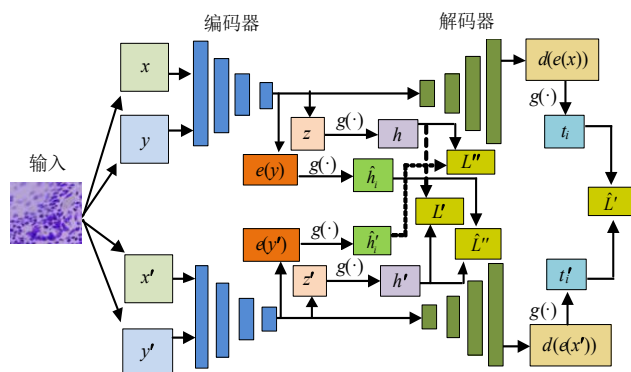 编码器
解码器
x
d(e(x))
g(·)
y
z
g(·)
h
t_i
输入
e(y)
g(·)
ĥ_i
L″
L′
L̂′
e(y′)
g(·)
ĥ′_i
L̂″
x′
z′
g(·)
h′
t′_i
g(·)
y′
d(e(x′))